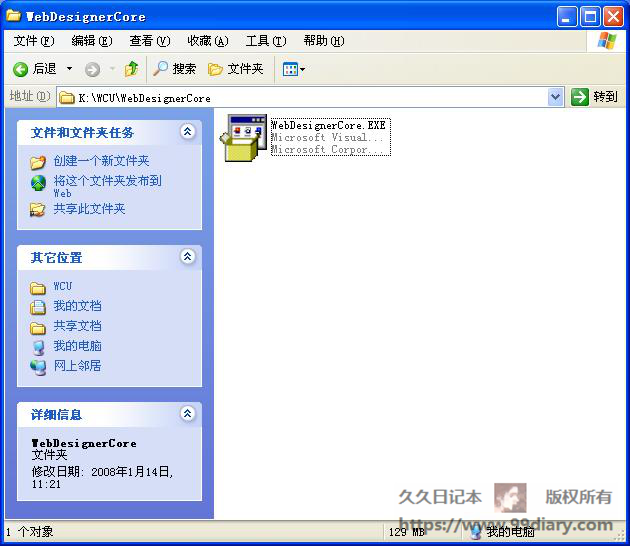 WebDesignerCore
文件(F) 编辑(E) 查看(V) 收藏(A) 工具(T) 帮助(H)
后退 搜索 文件夹
地址(D) K:\WCU\WebDesignerCore 转到
文件和文件夹任务
创建一个新文件夹
将这个文件夹发布到
Web
共享此文件夹
其它位置
WCU
我的文档
共享文档
我的电脑
网上邻居
详细信息
WebDesignerCore
文件夹
修改日期: 2008年1月14日,
11:21
WebDesignerCore.EXE
Microsoft Visual...
Microsoft Corpor...
久久日记本 版权所有
https://www.99diary.com
1 个对象 129 MB 我的电脑